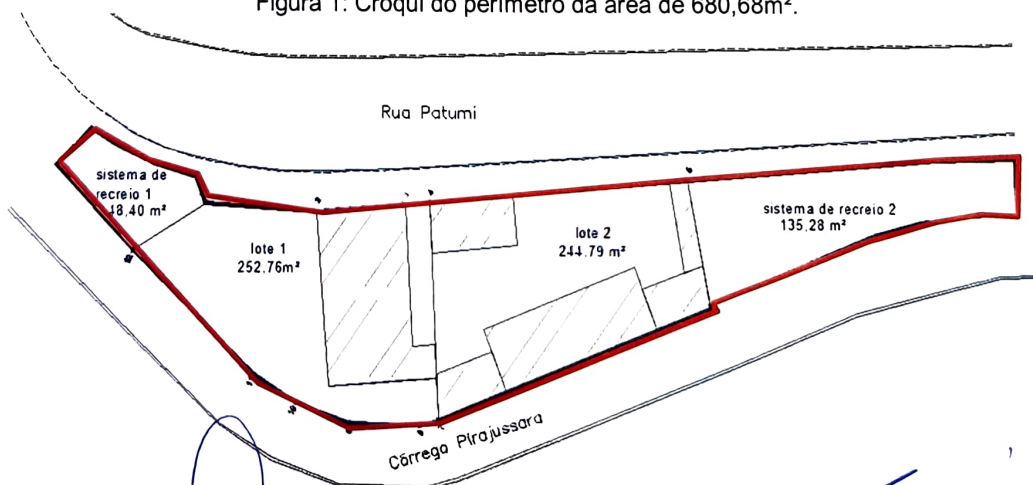 Figura 1: Croqui do perímetro da área de 680,68m².
Rua Patumi
sistema de
recreio 1
48,40 m²
lote 1
252,76m²
lote 2
244,79 m²
sistema de recreio 2
135,28 m²
Córrego Pirajussara